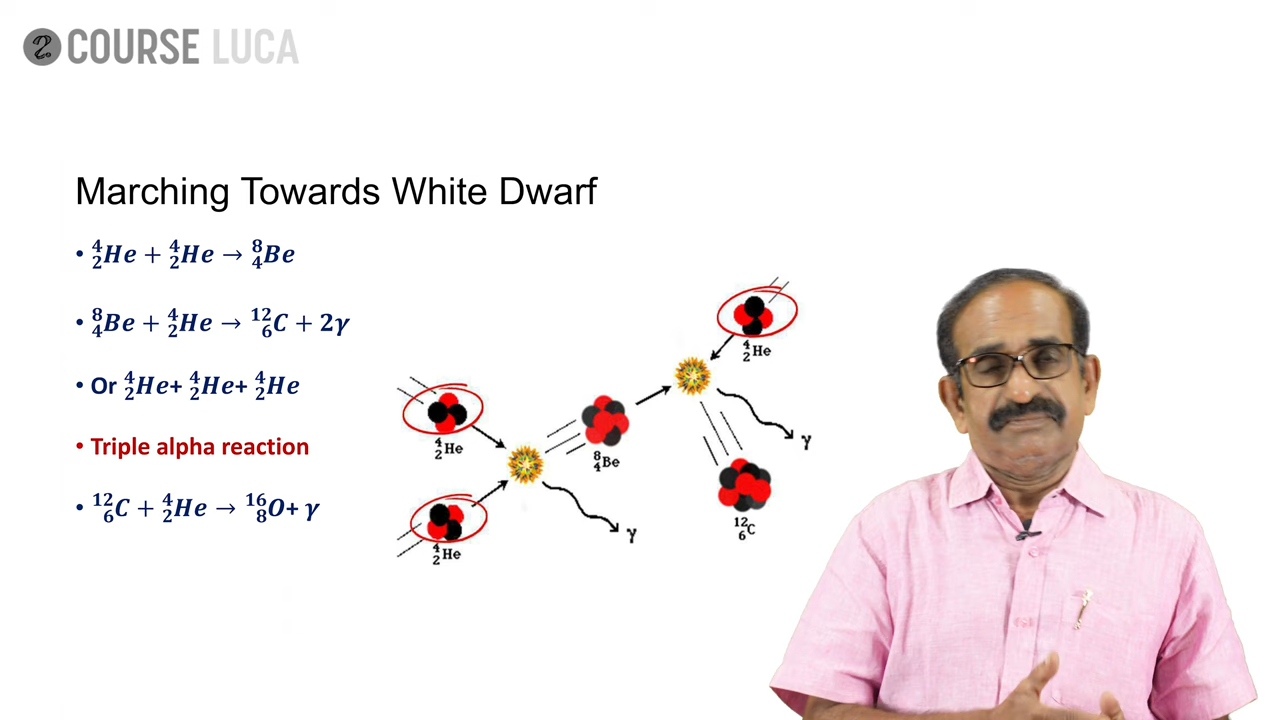 COURSE LUCA
Marching Towards White Dwarf
• ⁴₂He + ⁴₂He → ⁸₄Be
• ⁸₄Be + ⁴₂He → ¹²₆C + 2γ
• Or ⁴₂He+ ⁴₂He+ ⁴₂He
• Triple alpha reaction
• ¹²₆C + ⁴₂He → ¹⁶₈O+ γ
⁴₂He
⁴₂He
⁸₄Be
γ
⁴₂He
γ
¹²₆C